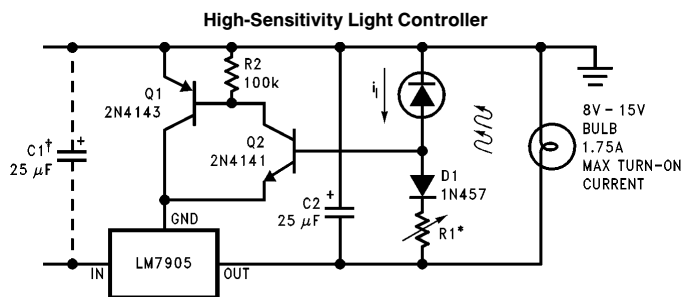 High-Sensitivity Light Controller
R2
100k
Q1
2N4143
i_l
8V – 15V
BULB
1.75A
MAX TURN-ON
CURRENT
Q2
2N4141
C1†
25 μF
+
D1
1N457
C2
25 μF
+
R1*
GND
IN
LM7905
OUT